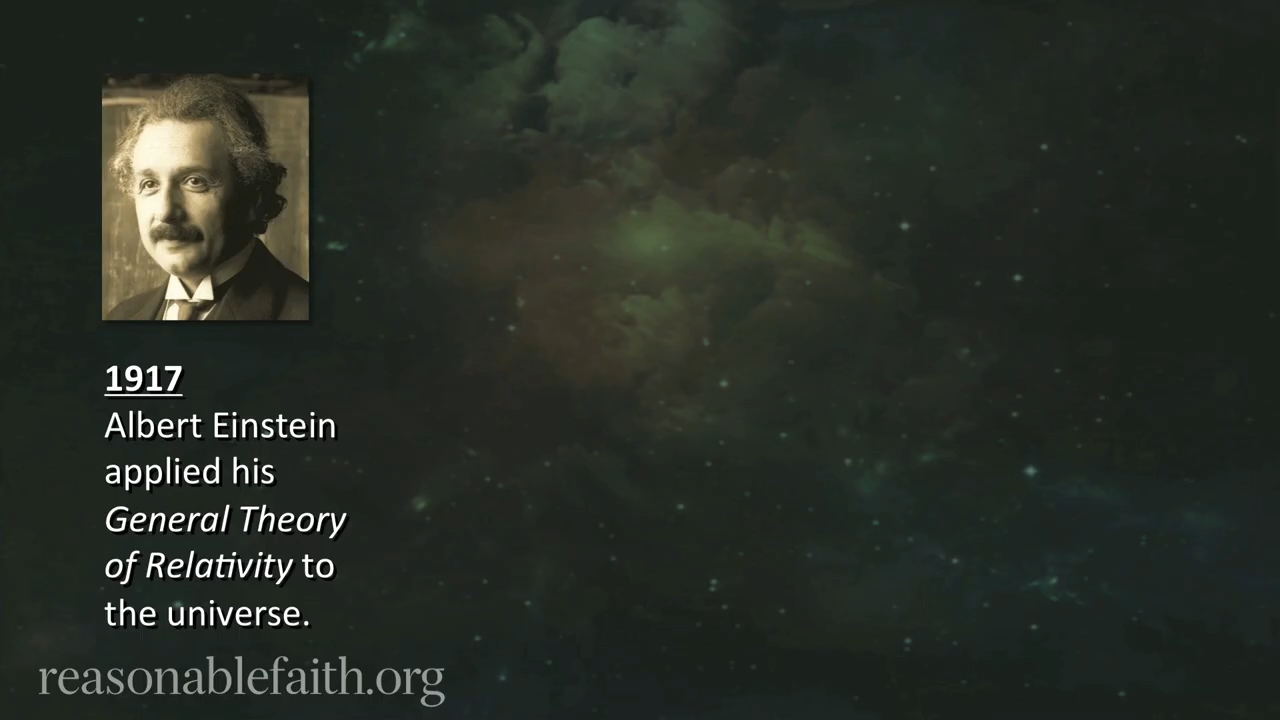 1917
Albert Einstein
applied his
General Theory
of Relativity to
the universe.
reasonablefaith.org